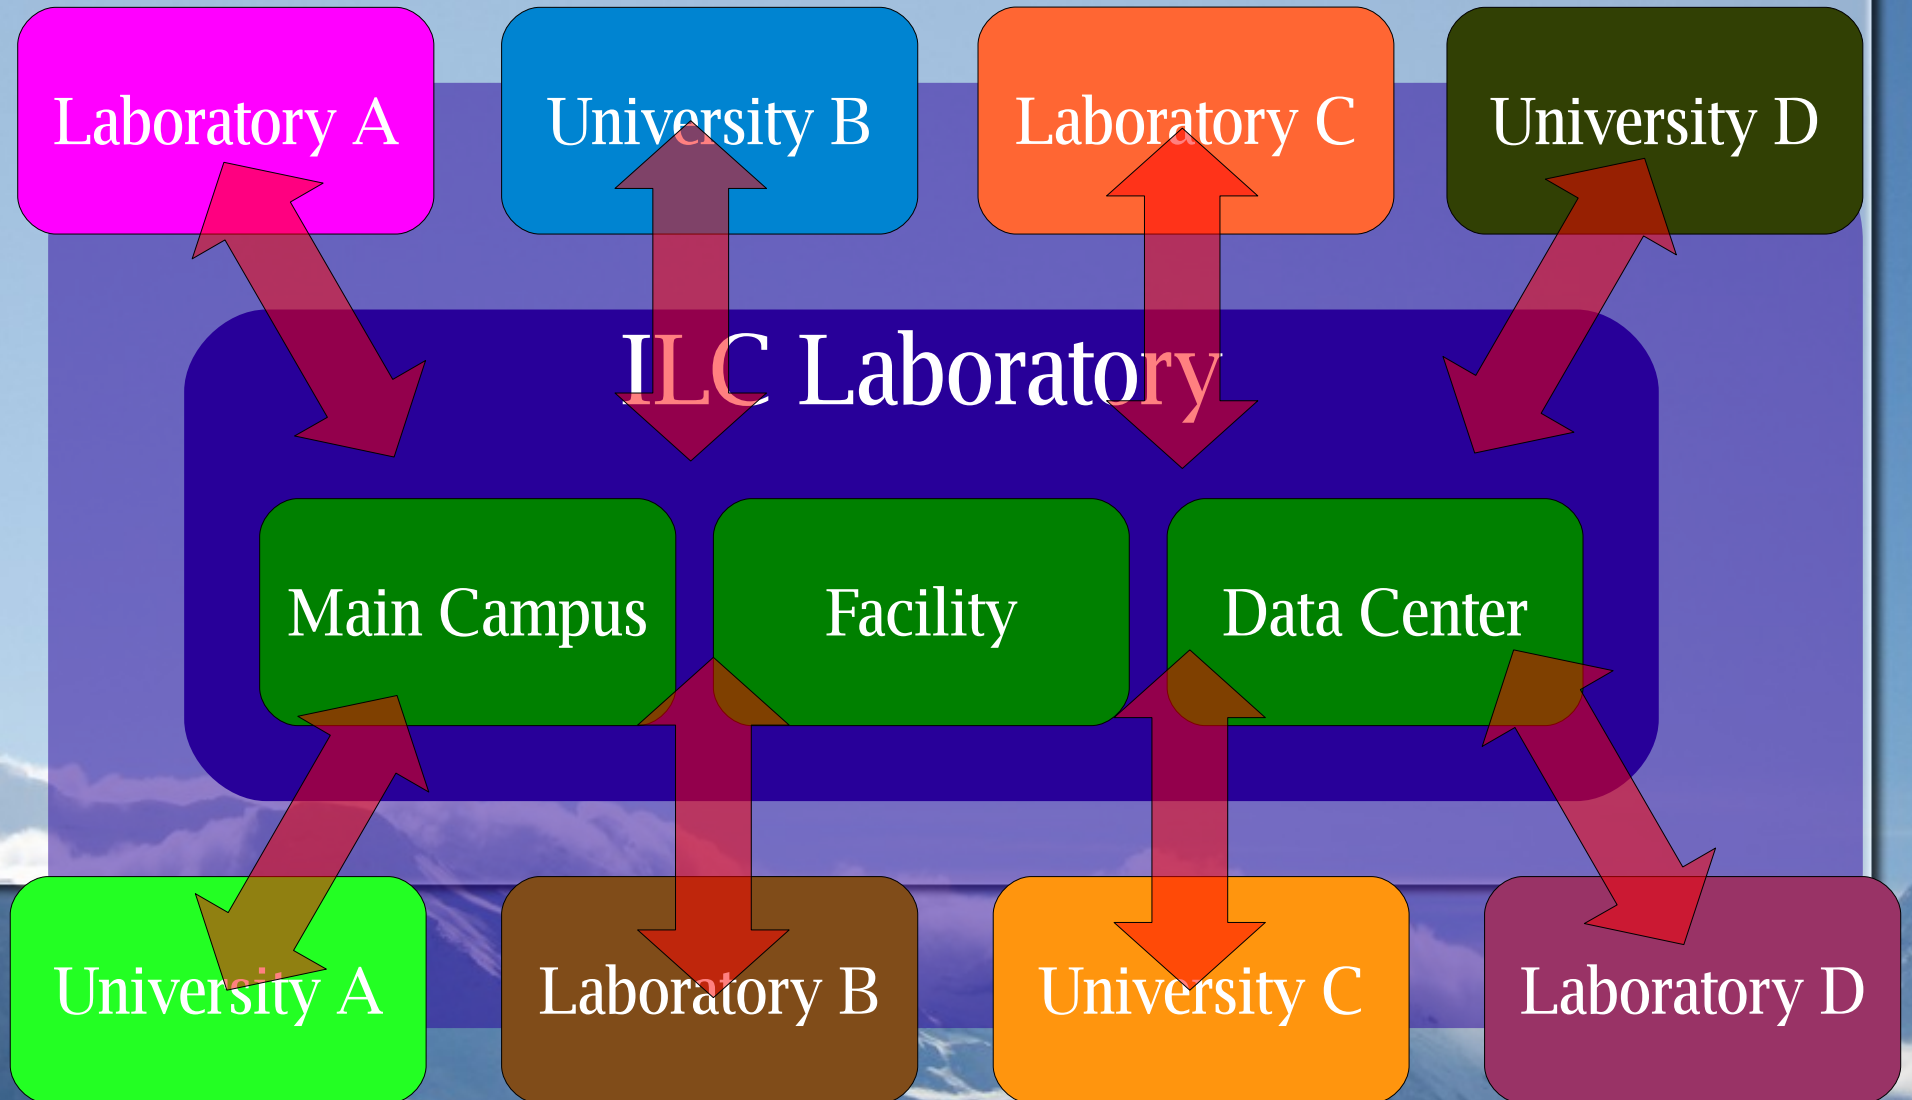 Laboratory A
University B
Laboratory C
University D
ILC Laboratory
Main Campus
Facility
Data Center
University A
Laboratory B
University C
Laboratory D